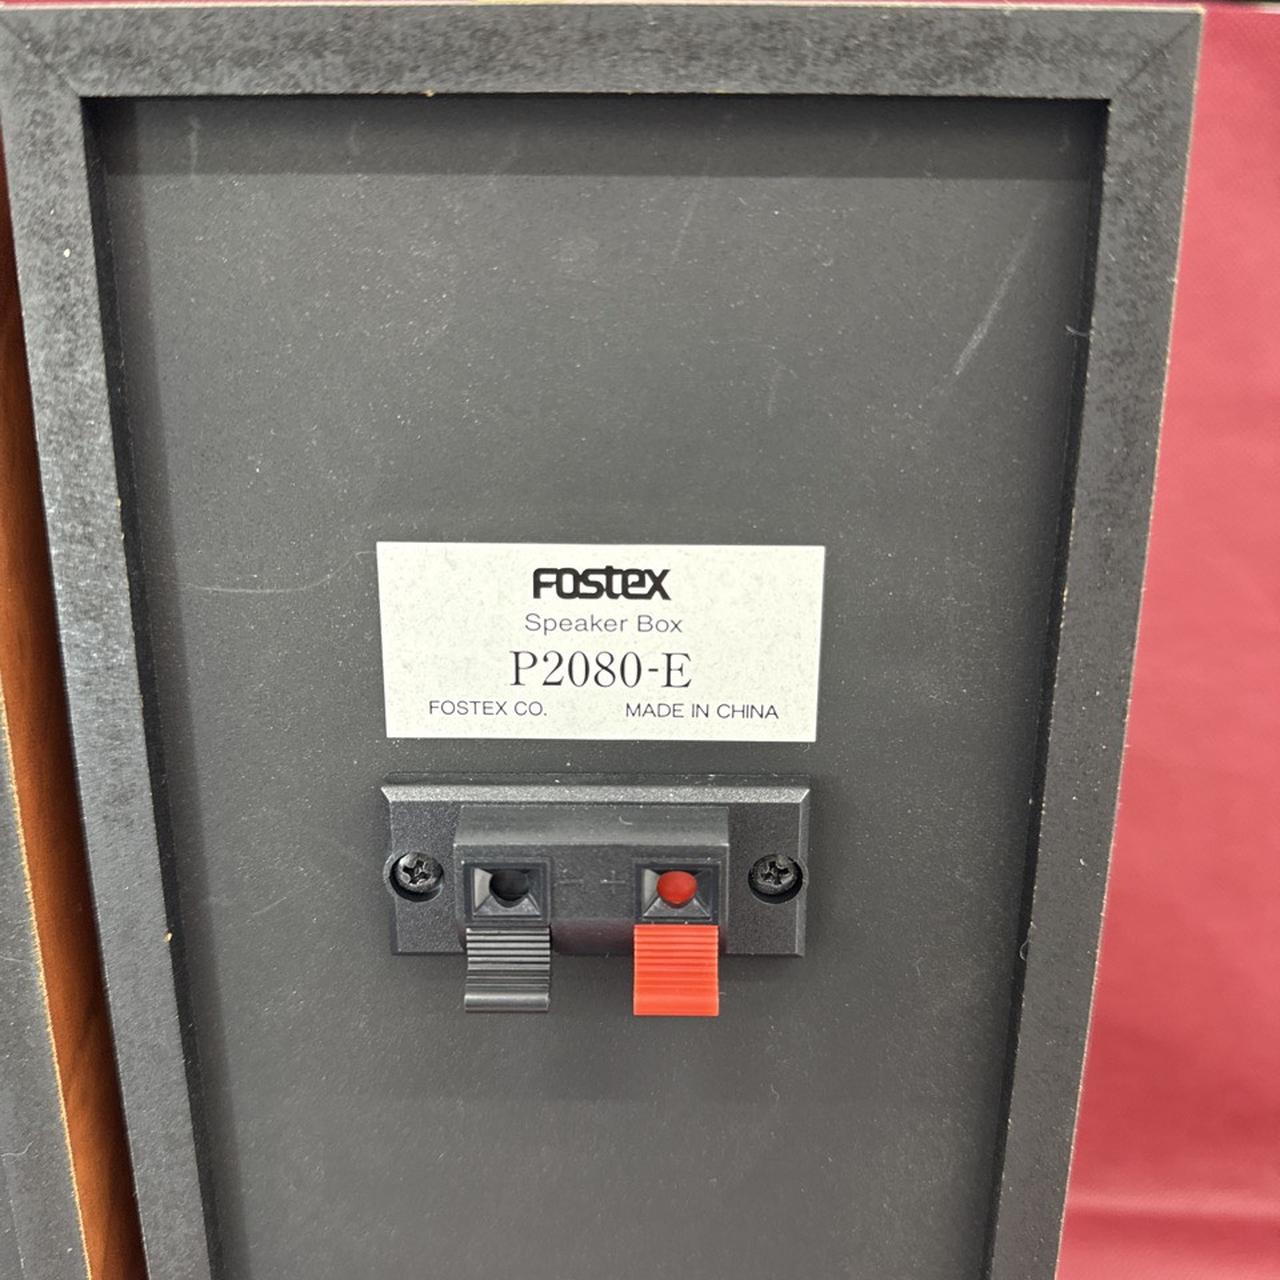 Fostex
Speaker Box
P2080-E
FOSTEX CO. MADE IN CHINA
- +